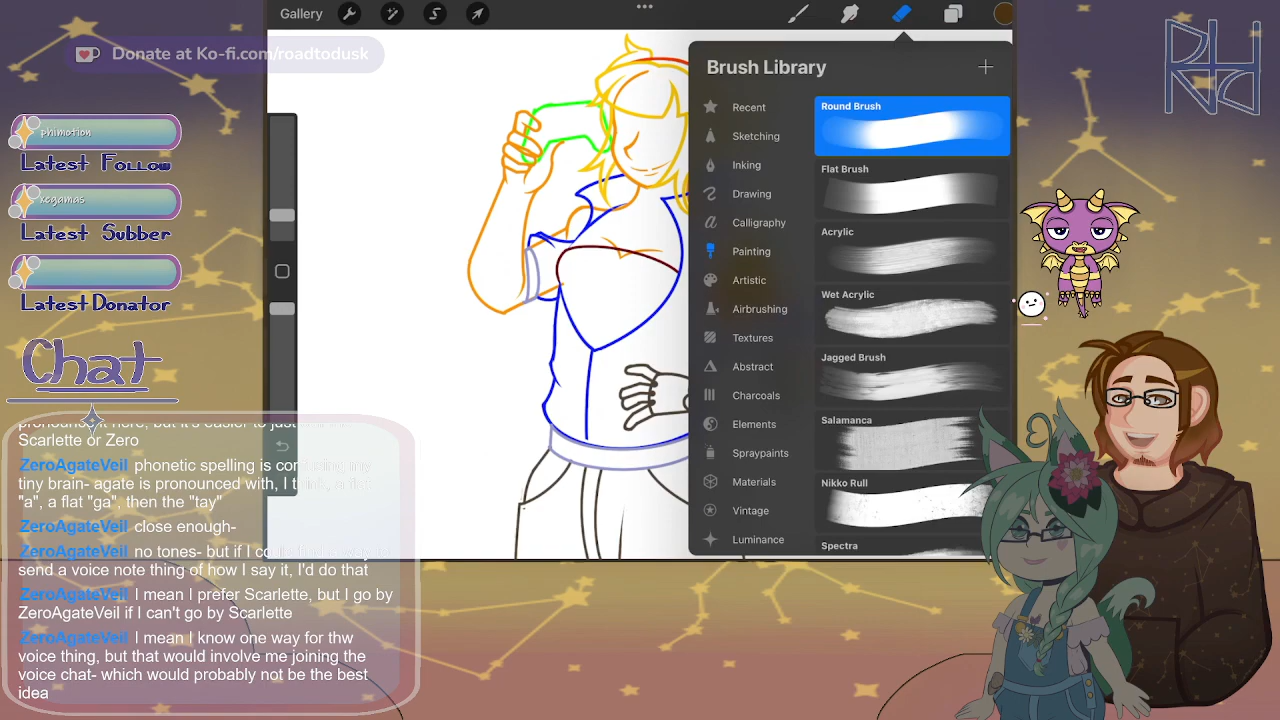 Gallery
Donate at Ko-fi.com/roadtodusk
Brush Library
phimotion
Latest Follow
xcgamas
Latest Subber
Latest Donator
Chat
Scarlette or Zero
ZeroAgateVeil phonetic spelling is confusing my
tiny brain- agate is pronounced with, I think, a flat
"a", a flat "ga", then the "tay"
ZeroAgateVeil close enough-
ZeroAgateVeil no tones- but if I could find a way to
send a voice note thing of how I say it, I'd do that
ZeroAgateVeil I mean I prefer Scarlette, but I go by
ZeroAgateVeil if I can't go by Scarlette
ZeroAgateVeil I mean I know one way for thw
voice thing, but that would involve me joining the
voice chat- which would probably not be the best
idea
Recent
Sketching
Inking
Drawing
Calligraphy
Painting
Artistic
Airbrushing
Textures
Abstract
Charcoals
Elements
Spraypaints
Materials
Vintage
Luminance
Round Brush
Flat Brush
Acrylic
Wet Acrylic
Jagged Brush
Salamanca
Nikko Rull
Spectra